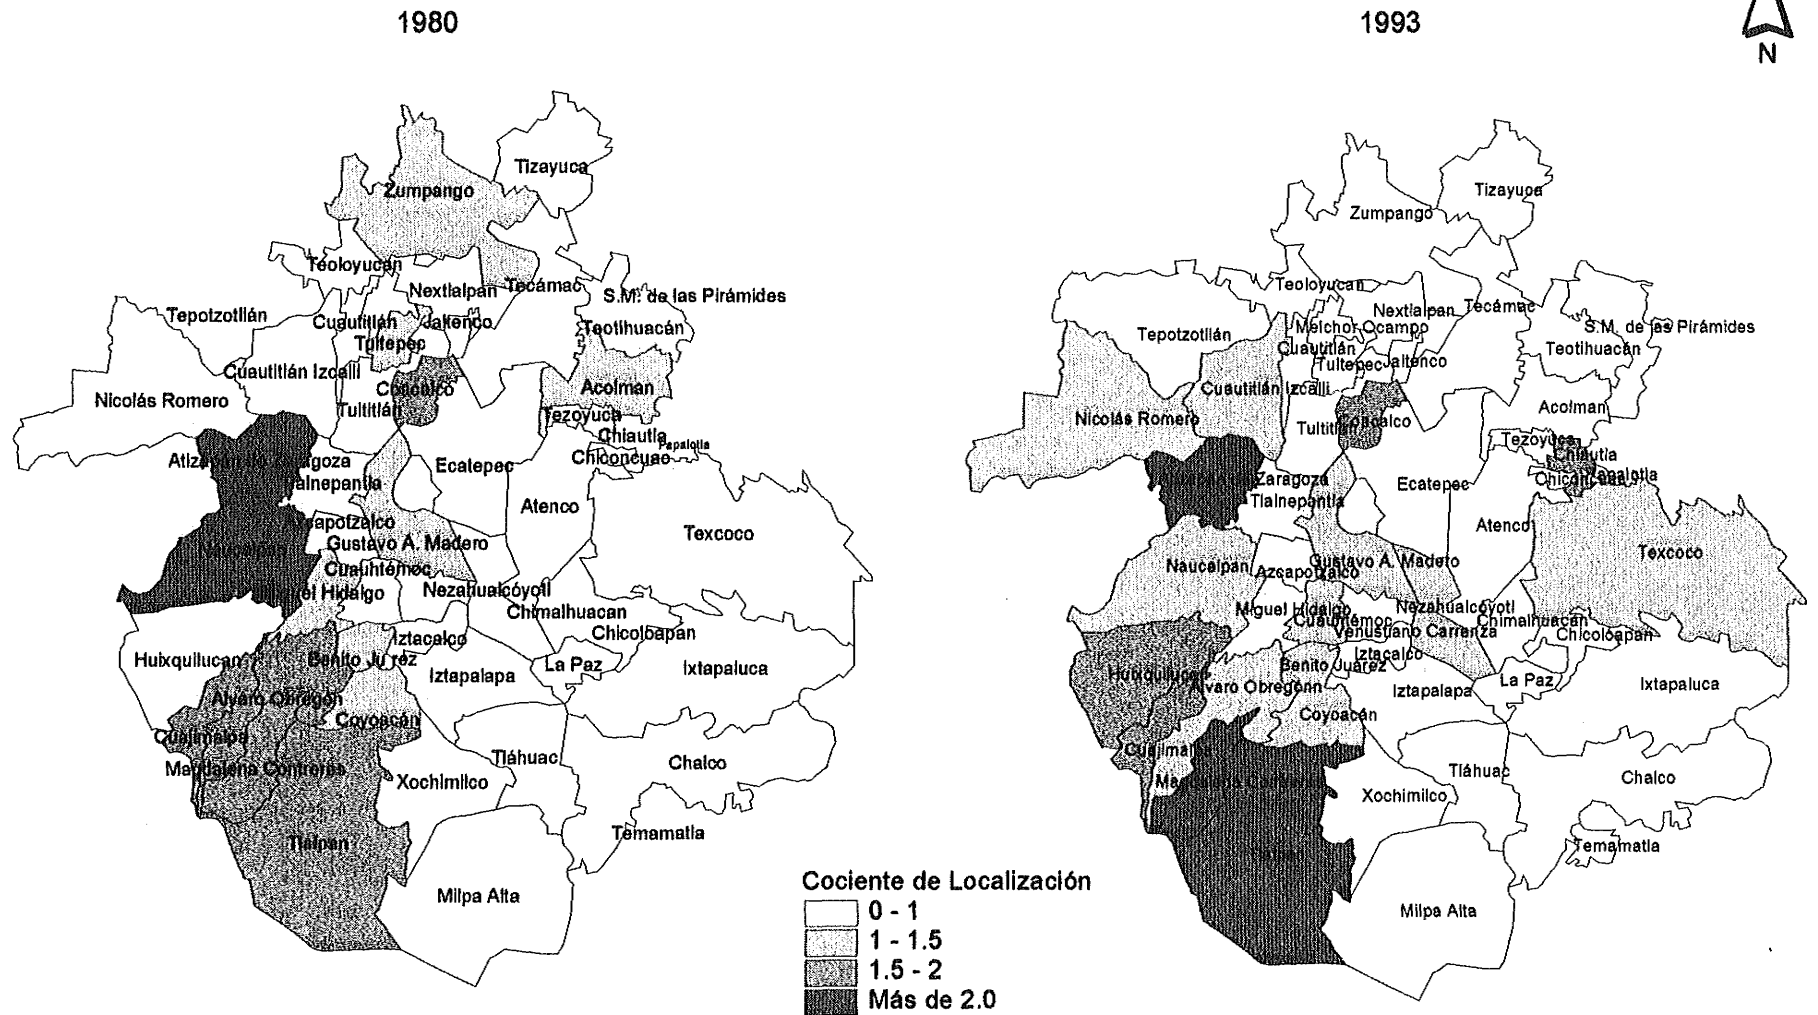 1980
1993
N
Tizayuca
Zumpango
Teoloyucan
Nextlalpan
Tecámac
S.M. de las Pirámides
Tepotzotlán
Cuautitlán
Jaltenco
Teotihuacán
Tultepec
Cuautitlán Izcalli
Coacalco
Acolman
Nicolás Romero
Tultitlán
Tezoyuca
Chiautla
Papalotla
Chiconcuac
Atizapán de Zaragoza
Ecatepec
Tlalnepantla
Atenco
Azcapotzalco
Texcoco
Gustavo A. Madero
Naucalpan
Cuauhtémoc
Nezahualcóyotl
Miguel Hidalgo
Chimalhuacan
Chicoloapan
Iztacalco
Huixquilucan
Benito Juárez
La Paz
Ixtapaluca
Iztapalapa
Alvaro Obregón
Coyoacán
Cuajimalpa
Tláhuac
Chalco
Magdalena Contreras
Xochimilco
Temamatla
Tlalpan
Milpa Alta
Tizayuca
Zumpango
Teoloyucan
Nextlalpan
Tecámac
Melchor Ocampo
S.M. de las Pirámides
Tepotzotlán
Cuautitlán
Teotihuacán
Tultepec
Jaltenco
Cuautitlán Izcalli
Acolman
Nicolás Romero
Coacalco
Tultitlán
Tezoyuca
Chiautla
Papalotla
Chiconcuac
Zaragoza
Ecatepec
Tlalnepantla
Atenco
Texcoco
Gustavo A. Madero
Naucalpan
Azcapotzalco
Miguel Hidalgo
Nezahualcóyotl
Cuauhtémoc
Chimalhuacán
Venustiano Carrenza
Chicoloapan
Iztacalco
Benito Juárez
Huixquilucan
La Paz
Ixtapaluca
Alvaro Obregónn
Iztapalapa
Coyoacán
Cuajimalpa
Tláhuac
Chalco
Magdalena Contreras
Xochimilco
Temamatla
Milpa Alta
Cociente de Localización
0 - 1
1 - 1.5
1.5 - 2
Más de 2.0